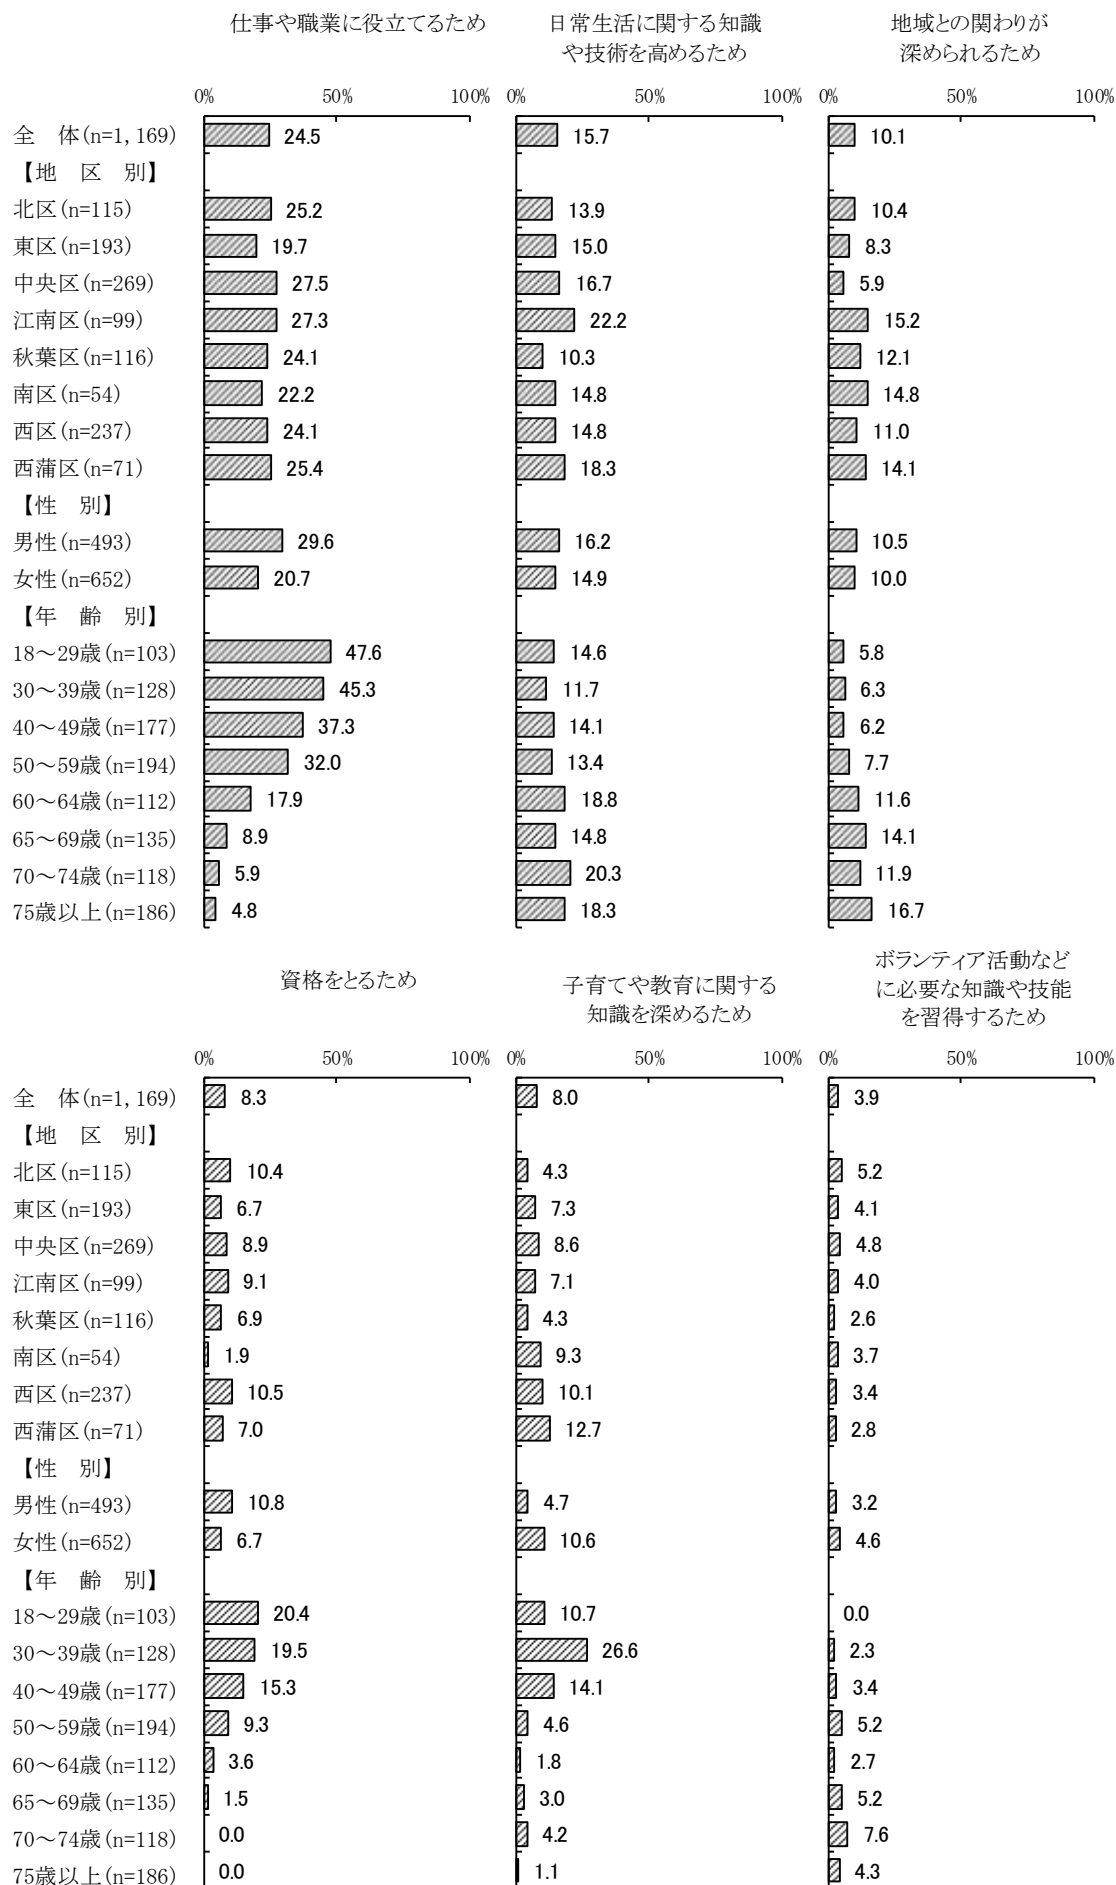 仕事や職業に役立てるため
日常生活に関する知識
や技術を高めるため
地域との関わりが
深められるため
0% 50% 100% 0% 50% 100% 0% 50% 100%
全 体(n=1,169) 24.5 15.7 10.1
【地 区 別】
北区(n=115) 25.2 13.9 10.4
東区(n=193) 19.7 15.0 8.3
中央区(n=269) 27.5 16.7 5.9
江南区(n=99) 27.3 22.2 15.2
秋葉区(n=116) 24.1 10.3 12.1
南区(n=54) 22.2 14.8 14.8
西区(n=237) 24.1 14.8 11.0
西蒲区(n=71) 25.4 18.3 14.1
【性 別】
男性(n=493) 29.6 16.2 10.5
女性(n=652) 20.7 14.9 10.0
【年 齢 別】
18～29歳(n=103) 47.6 14.6 5.8
30～39歳(n=128) 45.3 11.7 6.3
40～49歳(n=177) 37.3 14.1 6.2
50～59歳(n=194) 32.0 13.4 7.7
60～64歳(n=112) 17.9 18.8 11.6
65～69歳(n=135) 8.9 14.8 14.1
70～74歳(n=118) 5.9 20.3 11.9
75歳以上(n=186) 4.8 18.3 16.7
資格をとるため
子育てや教育に関する
知識を深めるため
ボランティア活動など
に必要な知識や技能
を習得するため
0% 50% 100% 0% 50% 100% 0% 50% 100%
全 体(n=1,169) 8.3 8.0 3.9
【地 区 別】
北区(n=115) 10.4 4.3 5.2
東区(n=193) 6.7 7.3 4.1
中央区(n=269) 8.9 8.6 4.8
江南区(n=99) 9.1 7.1 4.0
秋葉区(n=116) 6.9 4.3 2.6
南区(n=54) 1.9 9.3 3.7
西区(n=237) 10.5 10.1 3.4
西蒲区(n=71) 7.0 12.7 2.8
【性 別】
男性(n=493) 10.8 4.7 3.2
女性(n=652) 6.7 10.6 4.6
【年 齢 別】
18～29歳(n=103) 20.4 10.7 0.0
30～39歳(n=128) 19.5 26.6 2.3
40～49歳(n=177) 15.3 14.1 3.4
50～59歳(n=194) 9.3 4.6 5.2
60～64歳(n=112) 3.6 1.8 2.7
65～69歳(n=135) 1.5 3.0 5.2
70～74歳(n=118) 0.0 4.2 7.6
75歳以上(n=186) 0.0 1.1 4.3